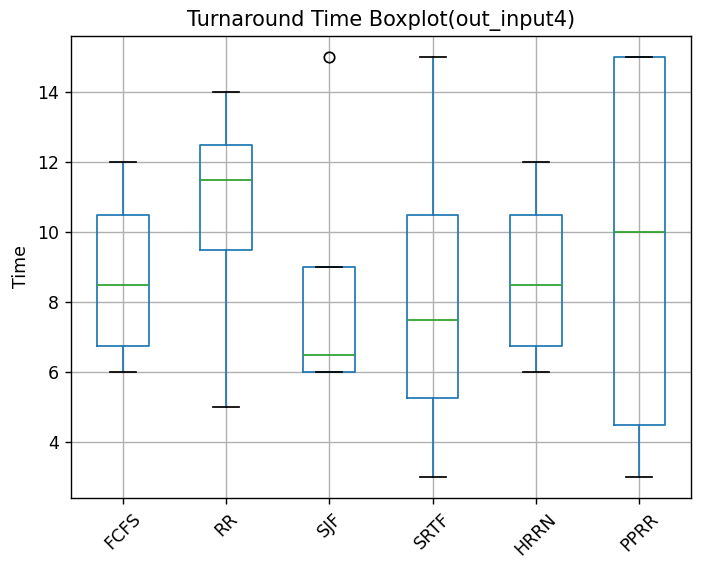 Turnaround Time Boxplot(out_input4)
Time
14
12
10
8
6
4
FCFS
RR
SJF
SRTF
HRRN
PPRR